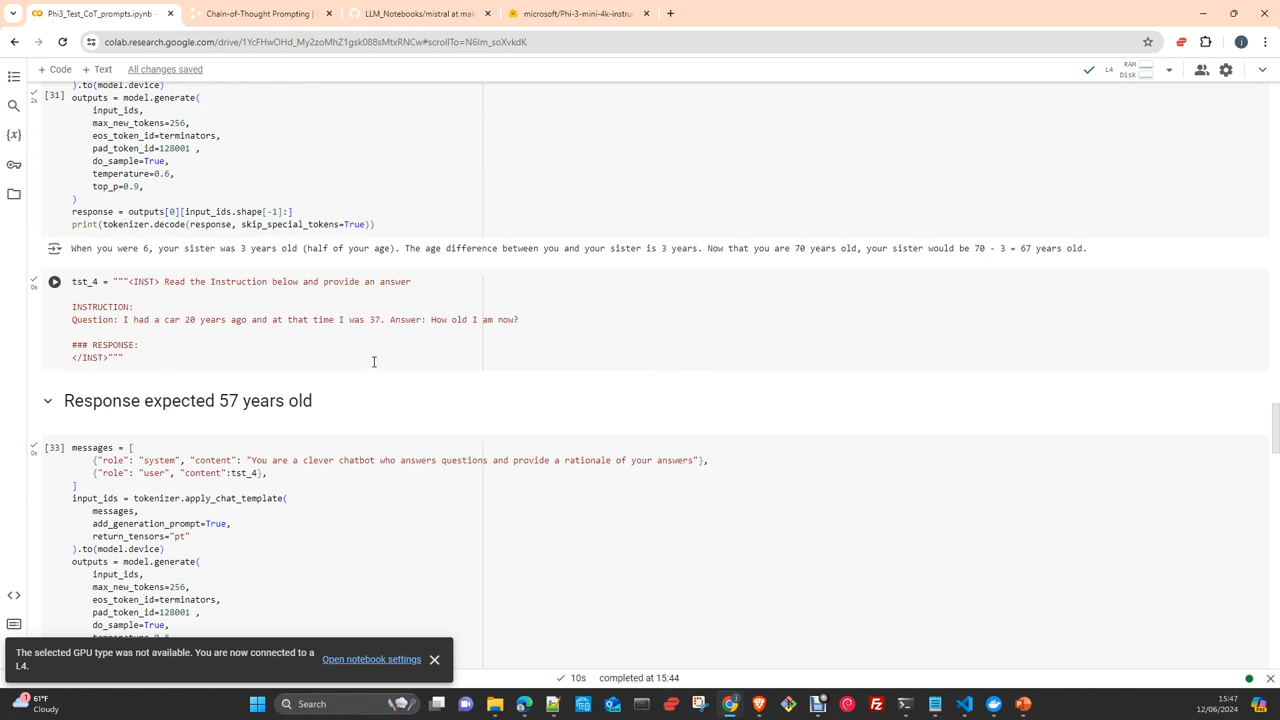 Phi3_Test_CoT_prompts.ipynb -
Chain-of-Thought Prompting | P
LLM_Notebooks/mistral at main
microsoft/Phi-3-mini-4k-instruc
colab.research.google.com/drive/1YcFHwOHd_My2zoMhZ1gsk088sMtxRNCw#scrollTo=N6Im_soXvkdK
+ Code + Text All changes saved
L4 RAM
Disk
).to(model.device)
[31] outputs = model.generate(
2s
input_ids,
max_new_tokens=256,
eos_token_id=terminators,
pad_token_id=128001 ,
do_sample=True,
temperature=0.6,
top_p=0.9,
)
response = outputs[0][input_ids.shape[-1]:]
print(tokenizer.decode(response, skip_special_tokens=True))
When you were 6, your sister was 3 years old (half of your age). The age difference between you and your sister is 3 years. Now that you are 70 years old, your sister would be 70 - 3 = 67 years old.
tst_4 = """<INST> Read the Instruction below and provide an answer
0s
INSTRUCTION:
Question: I had a car 20 years ago and at that time I was 37. Answer: How old I am now?
### RESPONSE:
</INST>"""
Response expected 57 years old
[33] messages = [
0s
{"role": "system", "content": "You are a clever chatbot who answers questions and provide a rationale of your answers"},
{"role": "user", "content":tst_4},
]
input_ids = tokenizer.apply_chat_template(
messages,
add_generation_prompt=True,
return_tensors="pt"
).to(model.device)
outputs = model.generate(
input_ids,
max_new_tokens=256,
eos_token_id=terminators,
pad_token_id=128001 ,
do_sample=True,
temperature=0.6
The selected GPU type was not available. You are now connected to a
L4.
Open notebook settings
10s completed at 15:44
61°F
Cloudy
Search
15:47
12/06/2024